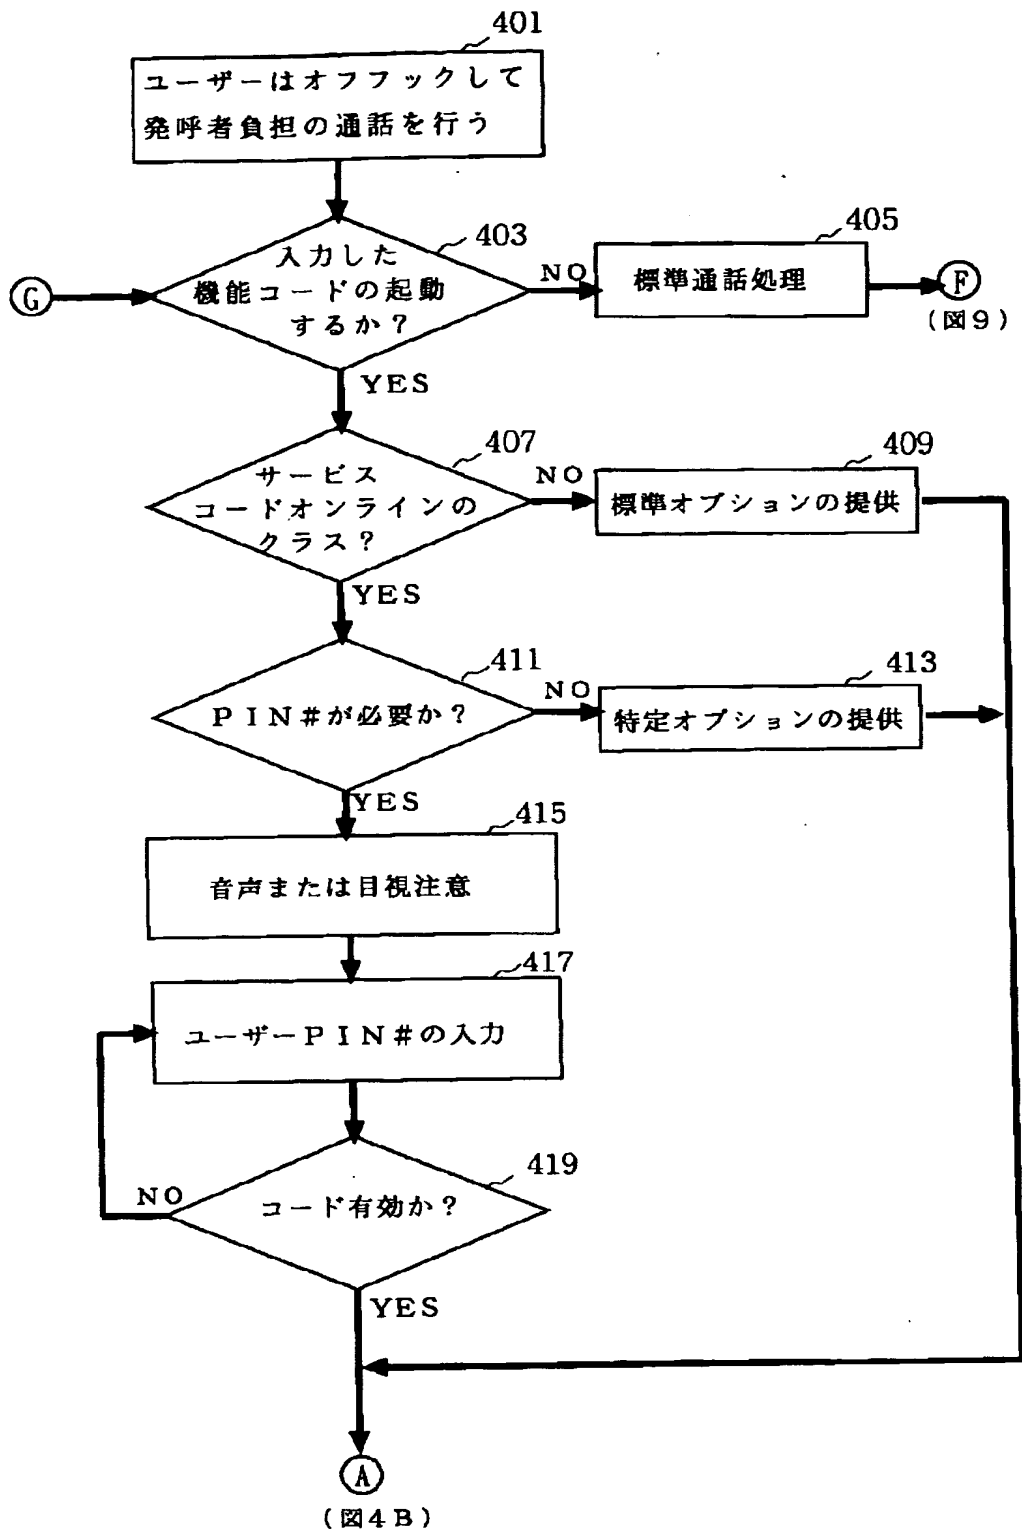 401
ユーザーはオフフックして
発呼者負担の通話を行う
403
入力した
機能コードの起動
するか？
G
NO
405
標準通話処理
F
(図9)
YES
407
サービス
コードオンラインの
クラス？
NO
409
標準オプションの提供
YES
411
PIN#が必要か？
NO
413
特定オプションの提供
YES
415
音声または目視注意
417
ユーザーPIN#の入力
419
コード有効か？
NO
YES
A
(図4B)